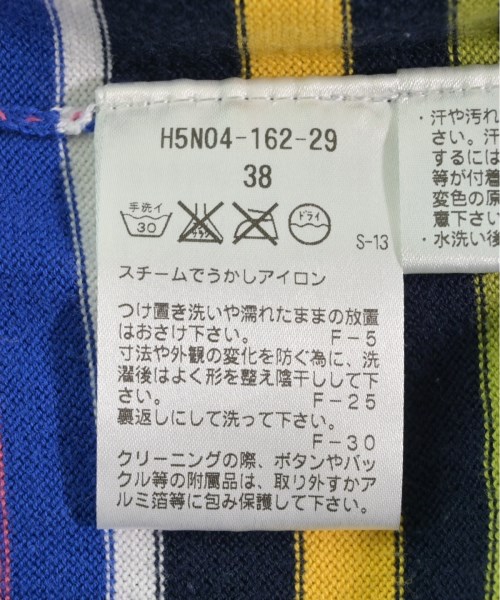 H5N04-162-29
38
手洗イ
30
ドライ
S-13
スチームでうかしアイロン
つけ置き洗いや濡れたままの放置
はおさけ下さい。 F-5
寸法や外観の変化を防ぐ為に、洗
濯後はよく形を整え陰干しして下
さい。 F-25
裏返しにして洗って下さい。
F-30
クリーニングの際、ボタンやバッ
クル等の附属品は、取り外すかア
ルミ箔等に包み保護して下さい。
・汗や汚れ
さい。汗
するには
等が付着
変色の原
意下さい
・水洗い後